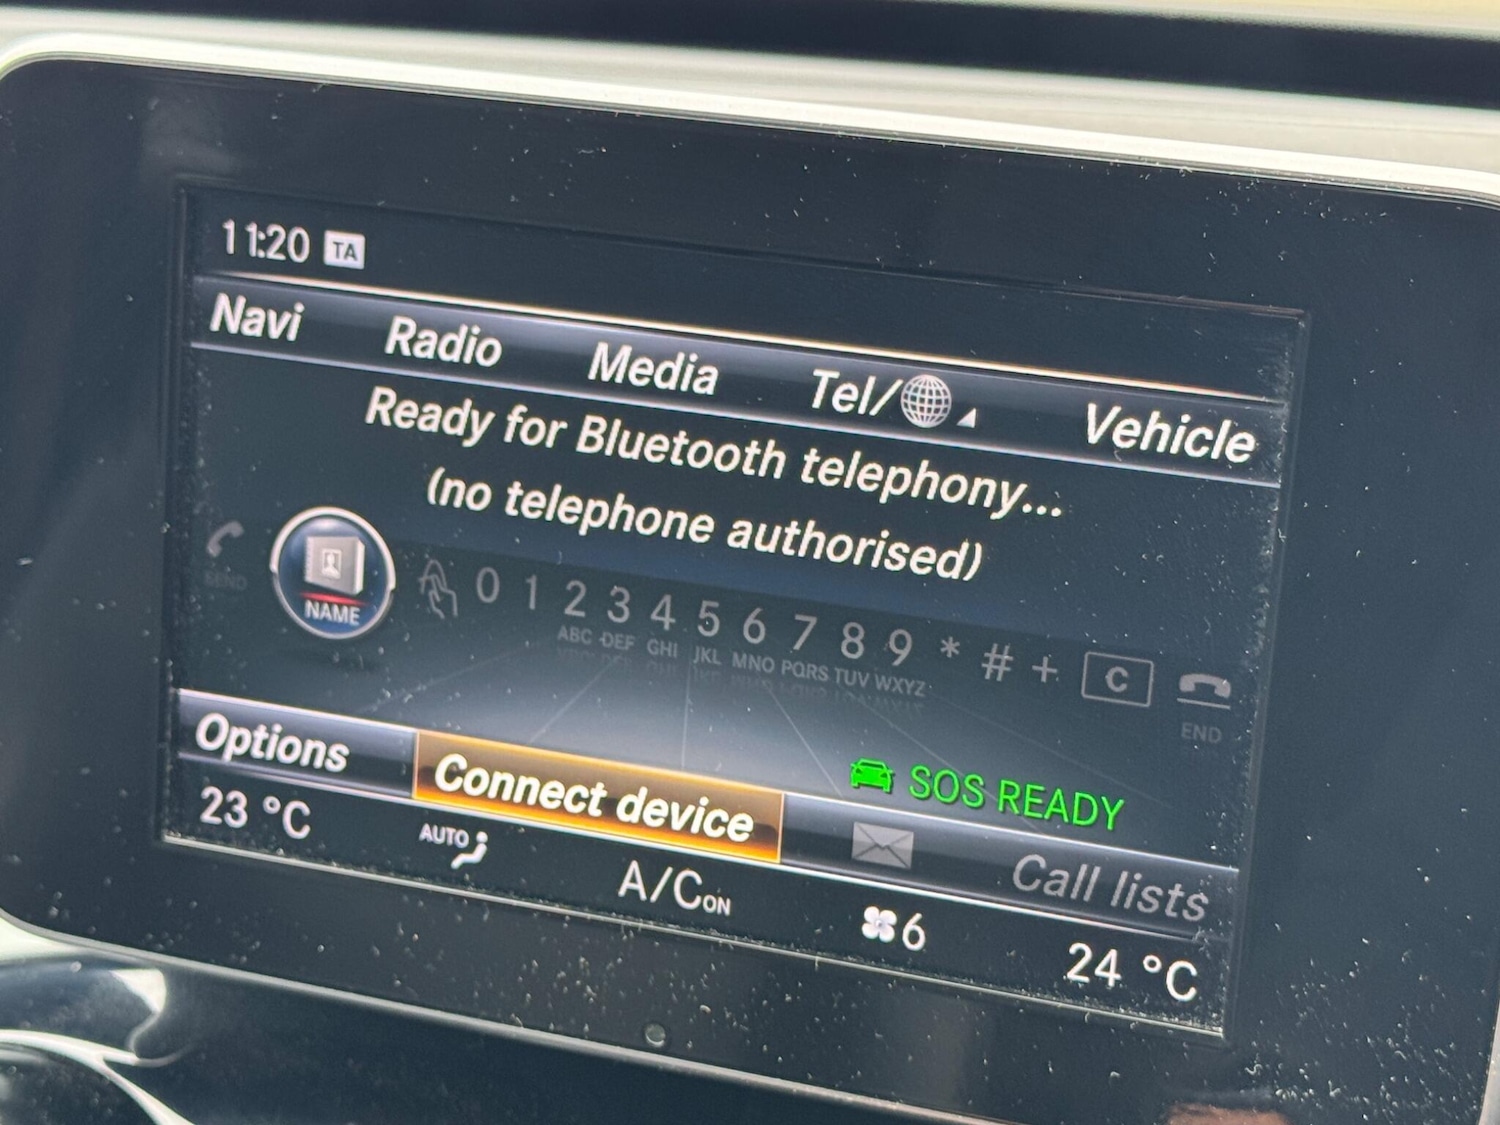 11:20 TA
Navi Radio Media Tel/ Vehicle
Ready for Bluetooth telephony...
(no telephone authorised)
SEND NAME 0 1 2 3 4 5 6 7 8 9 * # + C END
ABC DEF GHI JKL MNO PQRS TUV WXYZ
SOS READY
Options Connect device Call lists
23 °C AUTO A/C ON 6 24 °C